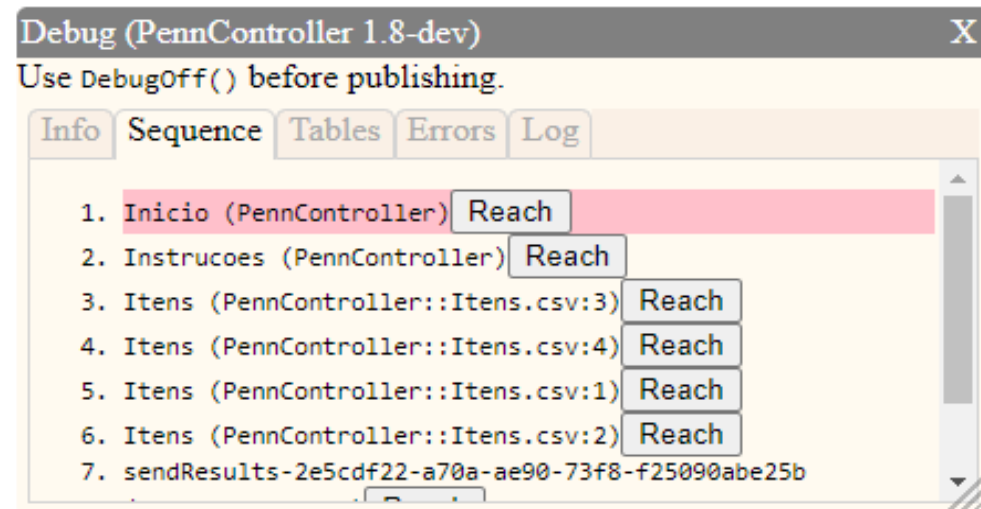 Debug (PennController 1.8-dev) X
Use DebugOff() before publishing.
Info Sequence Tables Errors Log
1. Inicio (PennController) Reach
2. Instrucoes (PennController) Reach
3. Itens (PennController::Itens.csv:3) Reach
4. Itens (PennController::Itens.csv:4) Reach
5. Itens (PennController::Itens.csv:1) Reach
6. Itens (PennController::Itens.csv:2) Reach
7. sendResults-2e5cdf22-a70a-ae90-73f8-f25090abe25b